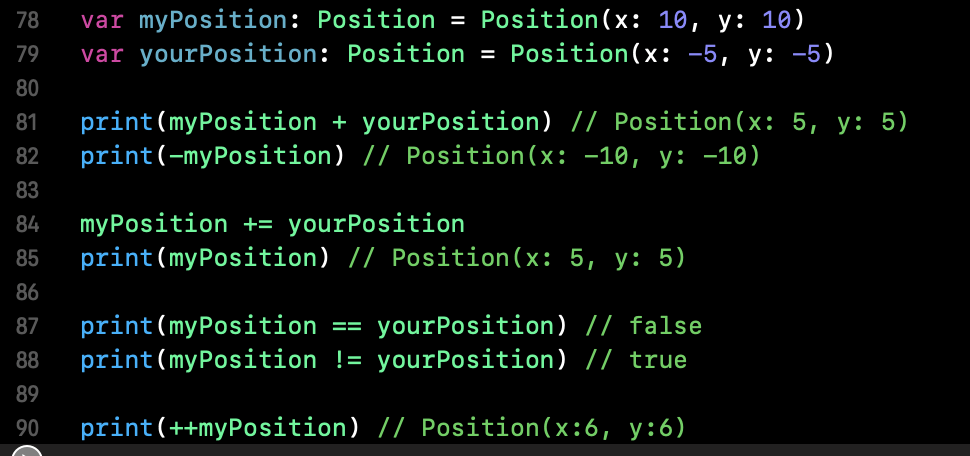 78 var myPosition: Position = Position(x: 10, y: 10)
79 var yourPosition: Position = Position(x: -5, y: -5)
80
81 print(myPosition + yourPosition) // Position(x: 5, y: 5)
82 print(-myPosition) // Position(x: -10, y: -10)
83
84 myPosition += yourPosition
85 print(myPosition) // Position(x: 5, y: 5)
86
87 print(myPosition == yourPosition) // false
88 print(myPosition != yourPosition) // true
89
90 print(++myPosition) // Position(x:6, y:6)